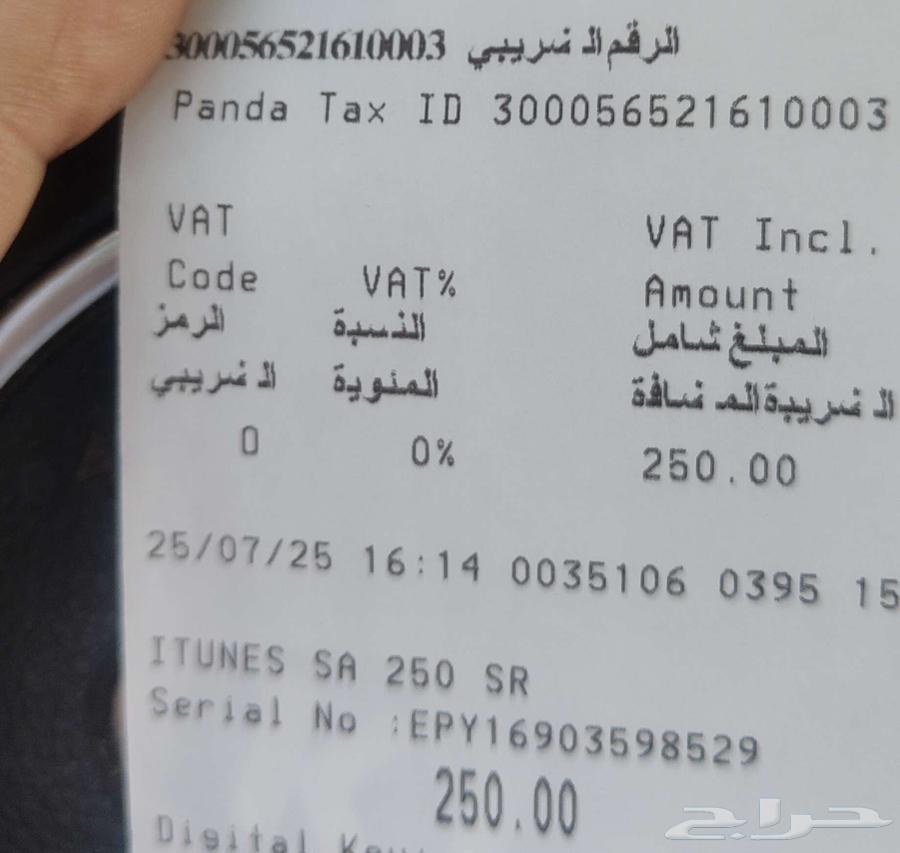 300056521610003 الرقم الضريبي
Panda Tax ID 300056521610003
VAT VAT Incl.
Code VAT% Amount
الرمز النسبة المبلغ شامل
الضريبي المئوية الضريبة المضافة
0 0% 250.00
25/07/25 16:14 0035106 0395 15
ITUNES SA 250 SR
Serial No :EPY16903598529
250.00
Digital
حراج